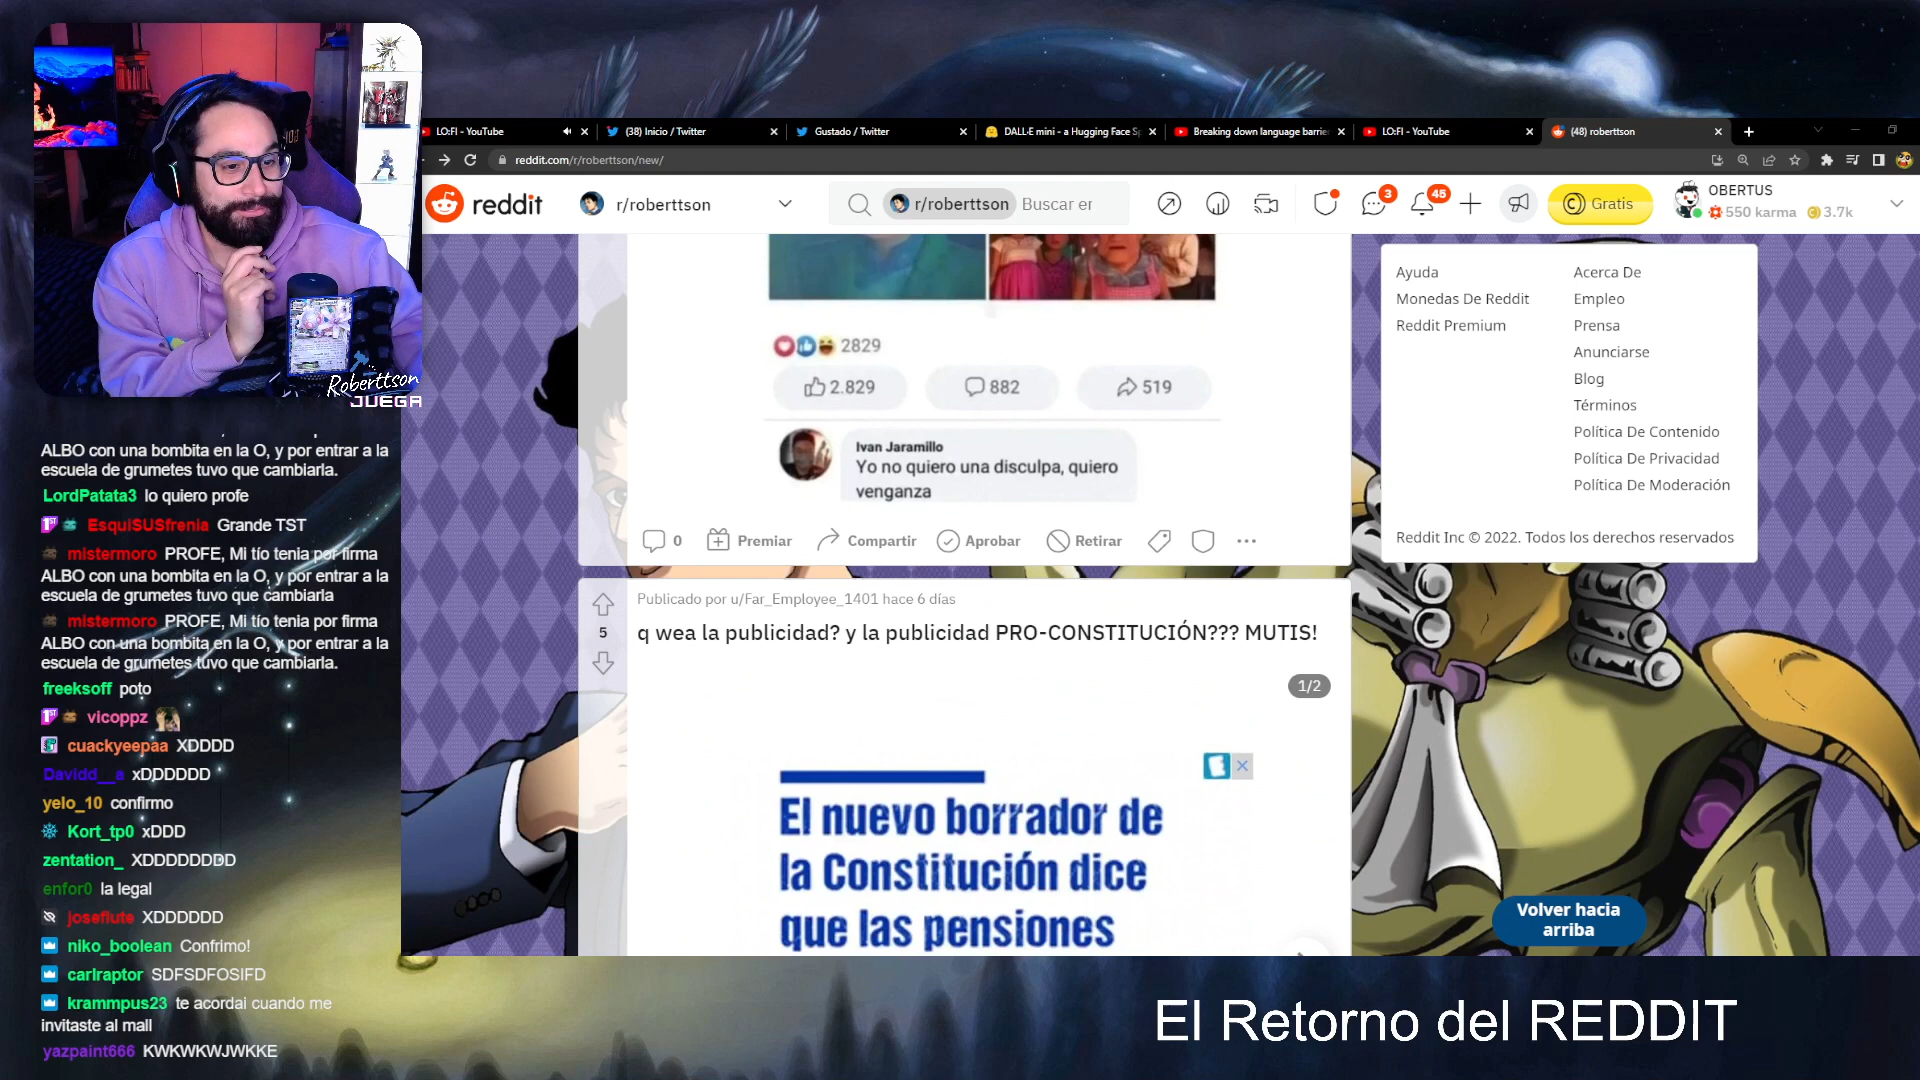 LO:FI - YouTube
(38) Inicio / Twitter
Gustado / Twitter
DALL·E mini - a Hugging Face Sp
Breaking down language barrie
LO:FI - YouTube
(48) roberttson
reddit.com/r/roberttson/new/
reddit
r/roberttson
r/roberttson
Buscar er
3
45
Gratis
OBERTUS
550 karma
3.7k
Roberttson
JUEGA
ALBO con una bombita en la O, y por entrar a la
escuela de grumetes tuvo que cambiarla.
LordPatata3 lo quiero profe
1ST EsquiSUSfrenia Grande TST
mistermoro PROFE, Mi tío tenia por firma
ALBO con una bombita en la O, y por entrar a la
escuela de grumetes tuvo que cambiarla
mistermoro PROFE, Mi tío tenia por firma
ALBO con una bombita en la O, y por entrar a la
escuela de grumetes tuvo que cambiarla.
freeksoff poto
1ST vicoppz
cuackyeepaa XDDDD
Davidd__a xDDDDDD
yelo_10 confirmo
Kort_tp0 xDDD
zentation_ XDDDDDDDD
enfor0 la legal
joseflute XDDDDDD
niko_boolean Confrimo!
carlraptor SDFSDFOSIFD
krammpus23 te acordai cuando me
invitaste al mall
yazpaint666 KWKWKWJWKKE
2829
2.829
882
519
Ivan Jaramillo
Yo no quiero una disculpa, quiero
venganza
0
Premiar
Compartir
Aprobar
Retirar
5
Publicado por u/Far_Employee_1401 hace 6 días
q wea la publicidad? y la publicidad PRO-CONSTITUCIÓN??? MUTIS!
1/2
El nuevo borrador de
la Constitución dice
que las pensiones
Ayuda
Monedas De Reddit
Reddit Premium
Acerca De
Empleo
Prensa
Anunciarse
Blog
Términos
Política De Contenido
Política De Privacidad
Política De Moderación
Reddit Inc © 2022. Todos los derechos reservados
Volver hacia
arriba
El Retorno del REDDIT